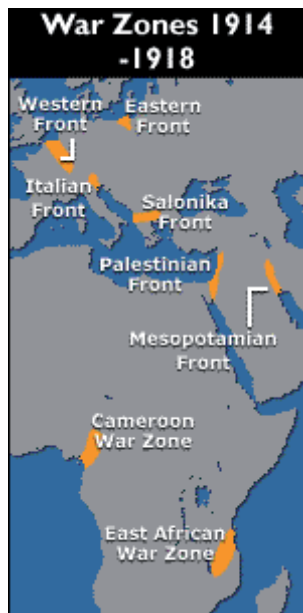 War Zones 1914
-1918
Western
Front
Eastern
Front
Italian
Front
Salonika
Front
Palestinian
Front
Mesopotamian
Front
Cameroon
War Zone
East African
War Zone